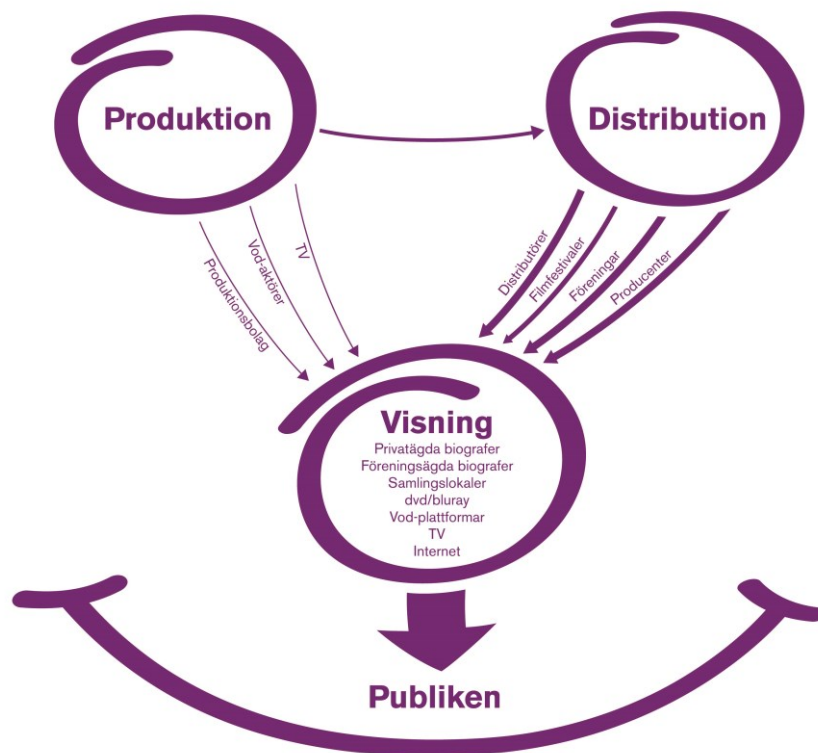 Produktion
Distribution
Produktionsbolag
Vod-aktörer
TV
Distributörer
Filmfestivaler
Föreningar
Producenter
Visning
Privatägda biografer
Föreningsägda biografer
Samlingslokaler
dvd/bluray
Vod-plattformar
TV
Internet
Publiken